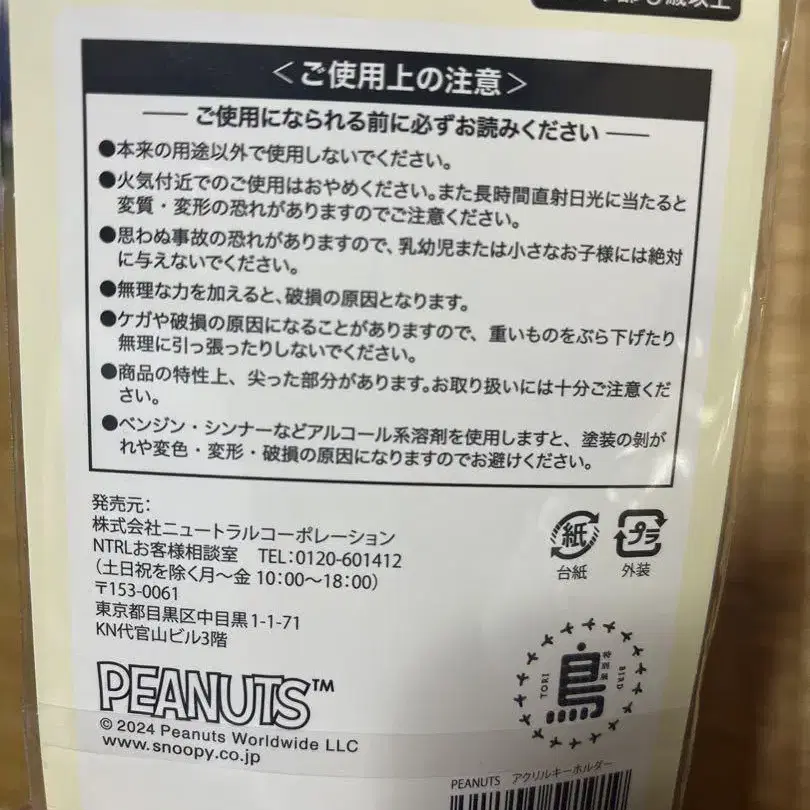 歳以上
＜ご使用上の注意＞
ご使用になられる前に必ずお読みください
●本来の用途以外で使用しないでください。
●火気付近でのご使用はおやめください。また長時間直射日光に当たると
変質・変形の恐れがありますのでご注意ください。
●思わぬ事故の恐れがありますので、乳幼児または小さなお子様には絶対
に与えないでください。
●無理な力を加えると、破損の原因となります。
●ケガや破損の原因になることがありますので、重いものをぶら下げたり
無理に引っ張ったりしないでください。
●商品の特性上、尖った部分があります。お取り扱いには十分ご注意くだ
さい。
●ベンジン・シンナーなどアルコール系溶剤を使用しますと、塗装の剝が
れや変色・変形・破損の原因になりますのでお避けください。
発売元：
株式会社ニュートラルコーポレーション
NTRLお客様相談室 TEL：0120-601412
（土日祝を除く月〜金 10:00〜18:00）
〒153-0061
東京都目黒区中目黒1-1-71
KN代官山ビル3階
紙
台紙
プラ
外装
PEANUTS™
© 2024 Peanuts Worldwide LLC
www.snoopy.co.jp
特別展
鳥
TORI
BIRD
PEANUTS アクリルキーホルダー